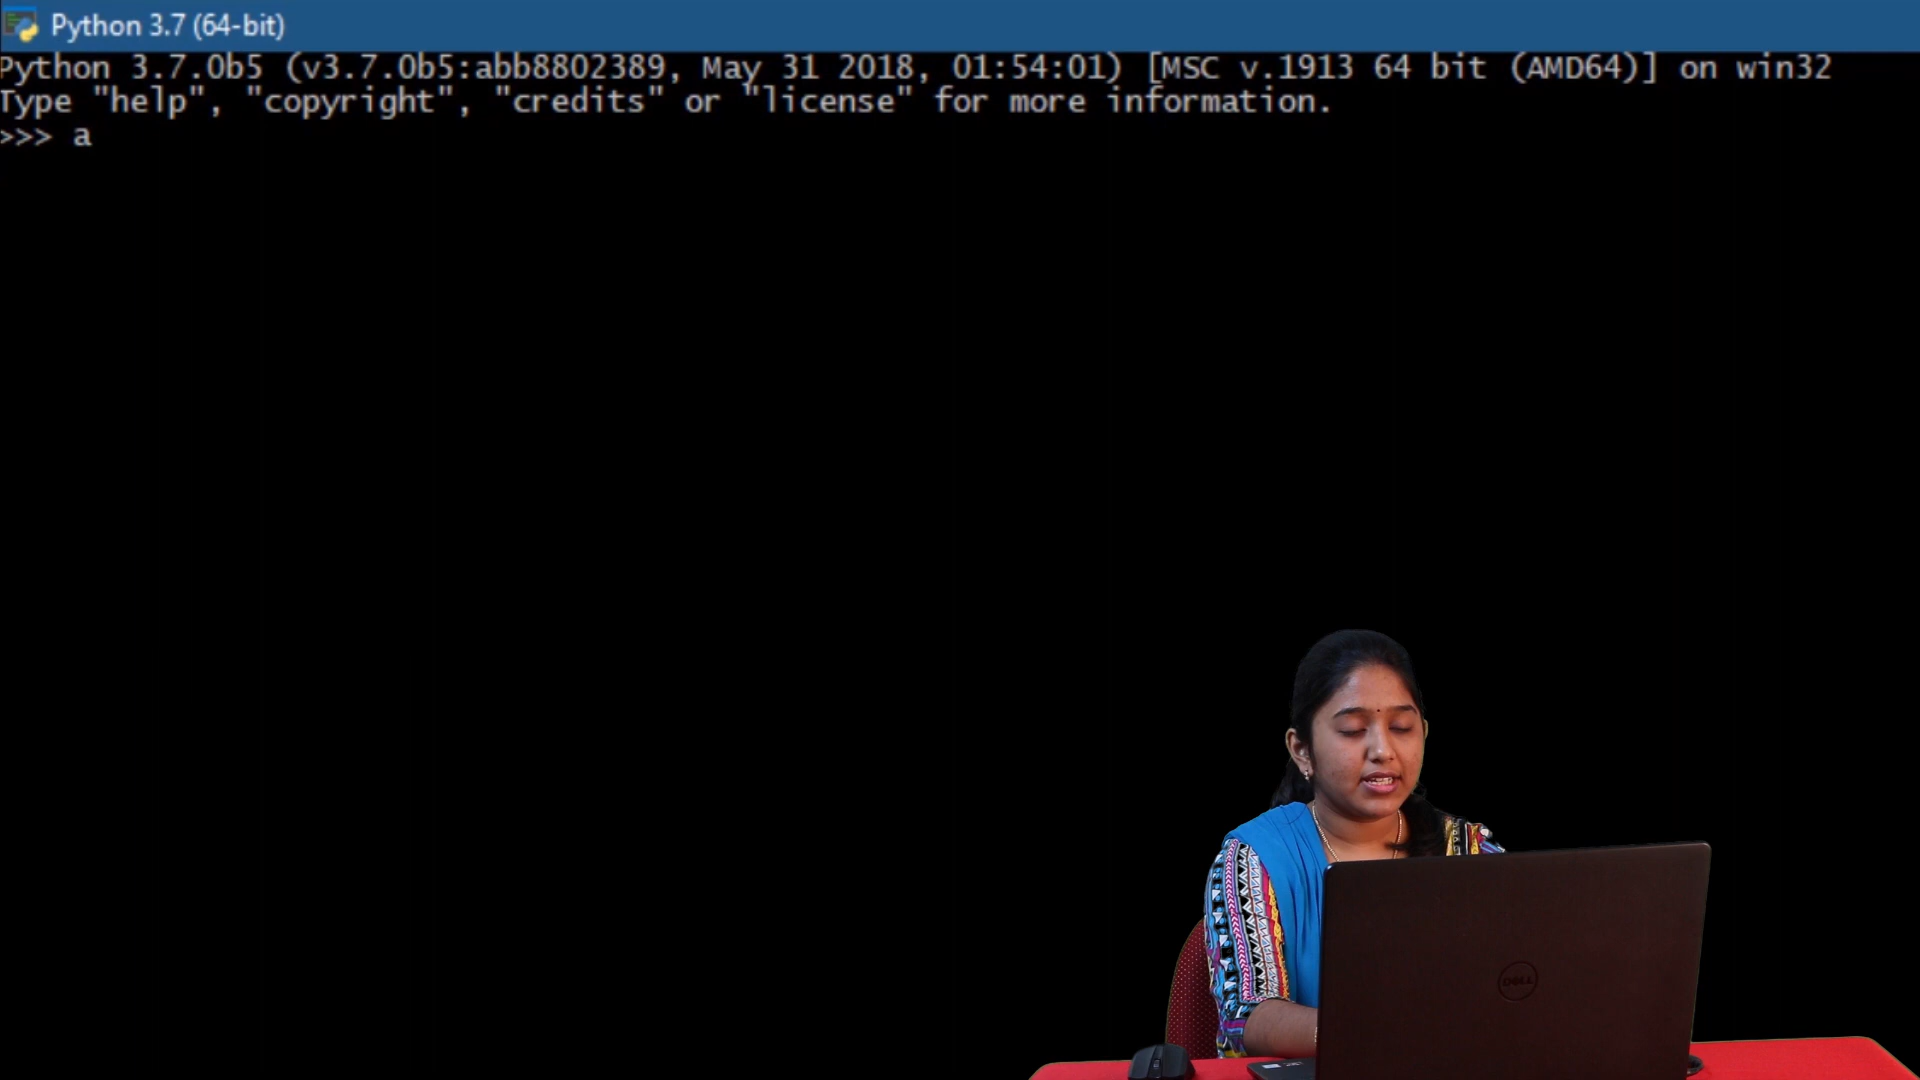 Python 3.7 (64-bit)
Python 3.7.0b5 (v3.7.0b5:abb8802389, May 31 2018, 01:54:01) [MSC v.1913 64 bit (AMD64)] on win32
Type "help", "copyright", "credits" or "license" for more information.
>>> a
DELL